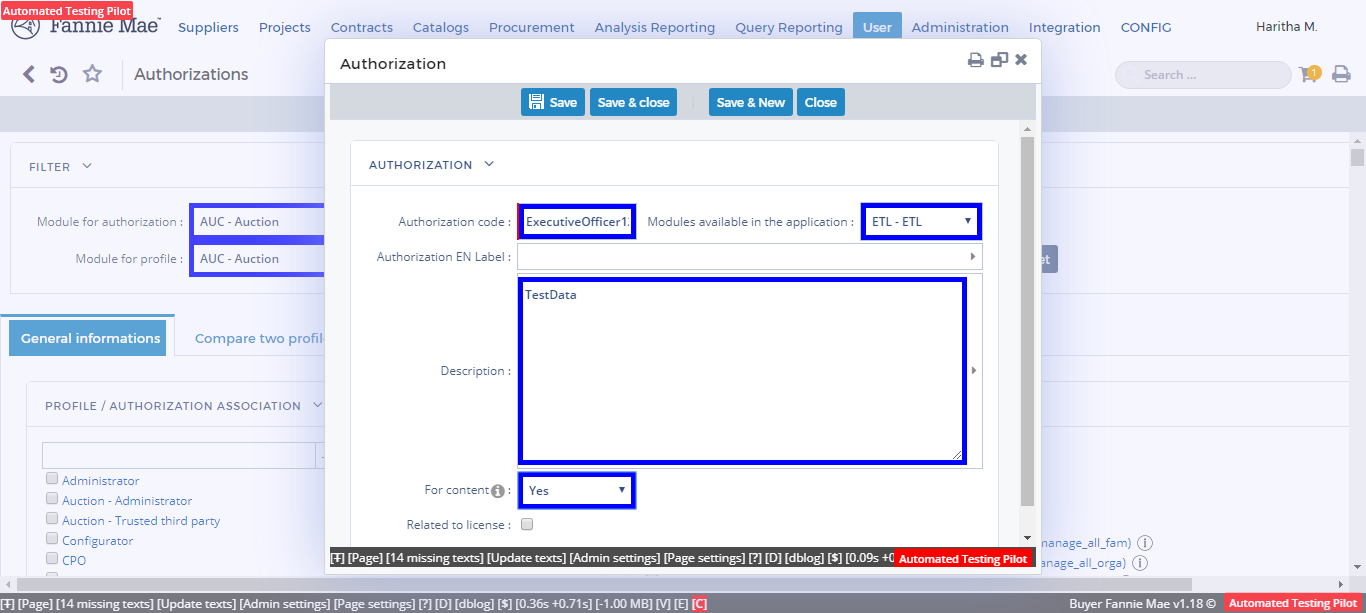 Automated Testing Pilot
Fannie Mae
Suppliers Projects Contracts Catalogs Procurement Analysis Reporting Query Reporting User Administration Integration CONFIG
Haritha M.
Authorizations
Search ...
1
Authorization
Save Save & close Save & New Close
FILTER
Module for authorization : AUC - Auction
Module for profile : AUC - Auction
et
AUTHORIZATION
Authorization code : ExecutiveOfficer1 Modules available in the application : ETL - ETL
Authorization EN Label :
Description : TestData
For content : Yes
Related to license :
General informations Compare two profil
PROFILE / AUTHORIZATION ASSOCIATION
Administrator
Auction - Administrator
Auction - Trusted third party
Configurator
CPO
manage_all_fam)
anage_all_orga)
[Ŧ] [Page] [14 missing texts] [Update texts] [Admin settings] [Page settings] [?] [D] [dblog] [$] [0.09s +0
Automated Testing Pilot
[Ŧ] [Page] [14 missing texts] [Update texts] [Admin settings] [Page settings] [?] [D] [dblog] [$] [0.36s +0.71s] [-1.00 MB] [V] [E] [C]
Buyer Fannie Mae v1.18 ©
Automated Testing Pilot